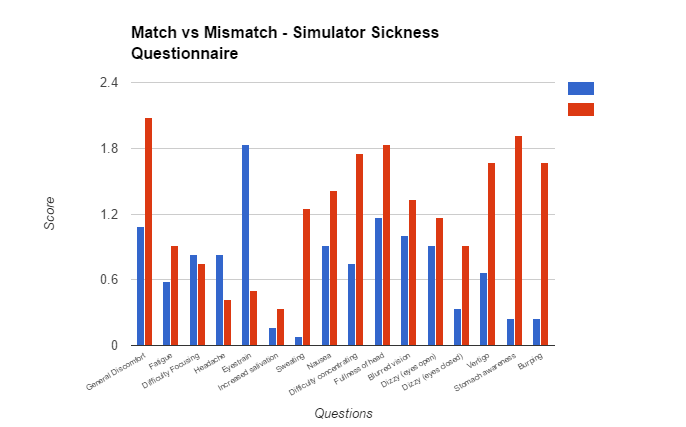 Match vs Mismatch - Simulator Sickness
Questionnaire
2.4
1.8
1.2
0.6
0
Score
General Discomfort
Fatigue
Difficulty Focusing
Headache
Eyestrain
Increased salivation
Sweating
Nausea
Difficulty concentrating
Fullness of head
Blurred vision
Dizzy (eyes open)
Dizzy (eyes closed)
Vertigo
Stomach awareness
Burping
Questions